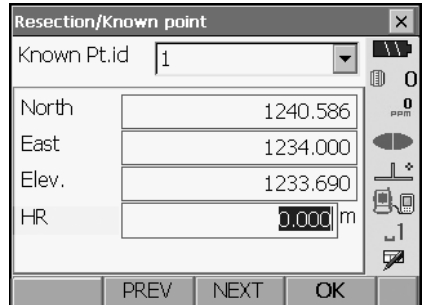 Resection/Known point ×
Known Pt.id 1
0
North 1240.586
0
ppm
East 1234.000
Elev. 1233.690
HR 0.000 m
1
PREV NEXT OK